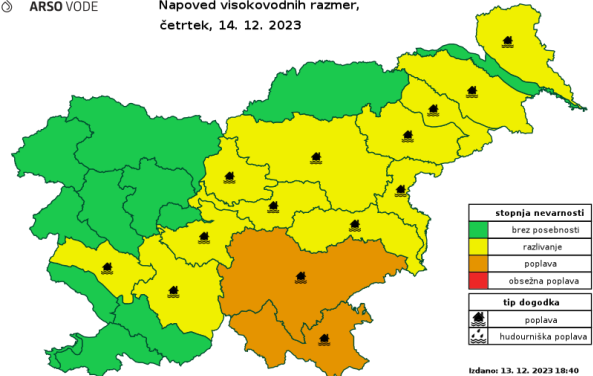 ARSO VODE
Napoved visokovodnih razmer,
četrtek, 14. 12. 2023
stopnja nevarnosti
brez posebnosti
razlivanje
poplava
obsežna poplava
tip dogodka
poplava
hudourniška poplava
Izdano: 13. 12. 2023 18:40